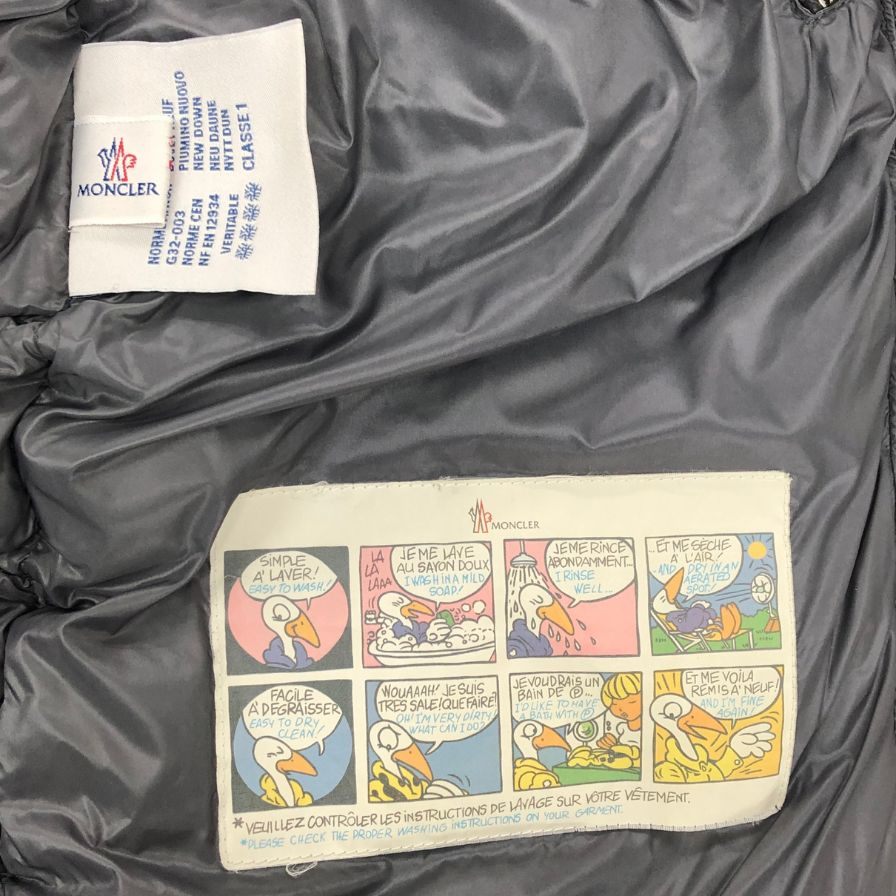 MONCLER
PIUMINO NUOVO
NEW DOWN
NEU DAUNE
NYTT DUN
CLASSE 1
G32-003
NORME CEN
NF EN 12934
VERITABLE
MONCLER
SIMPLE
A' LAVER!
EASY TO WASH!
LA
LA
LAAA
JE ME LAVE
AU SAVON DOUX
I WASH IN A MILD
SOAP!
JE ME RINCE
ABONDAMMENT...
I RINSE
WELL...
...ET ME SÈCHE
À L'AIR!
...AND I DRY IN AN
AERATED
SPOT!
FACILE
A' DEGRAISSER
EASY TO DRY
CLEAN!
WOUAAAH! JE SUIS
TRES SALE! QUE FAIRE?
OH! I'M VERY DIRTY!
WHAT CAN I DO?
JE VOUDRAIS UN
BAIN DE Ⓟ...
I'D LIKE TO HAVE
A BATH WITH Ⓟ
ET ME VOILA
REMIS A' NEUF!
AND I'M FINE
AGAIN!
*VEUILLEZ CONTRÔLER LES INSTRUCTIONS DE LAVAGE SUR VÔTRE VÊTEMENT.
*PLEASE CHECK THE PROPER WASHING INSTRUCTIONS ON YOUR GARMENT.